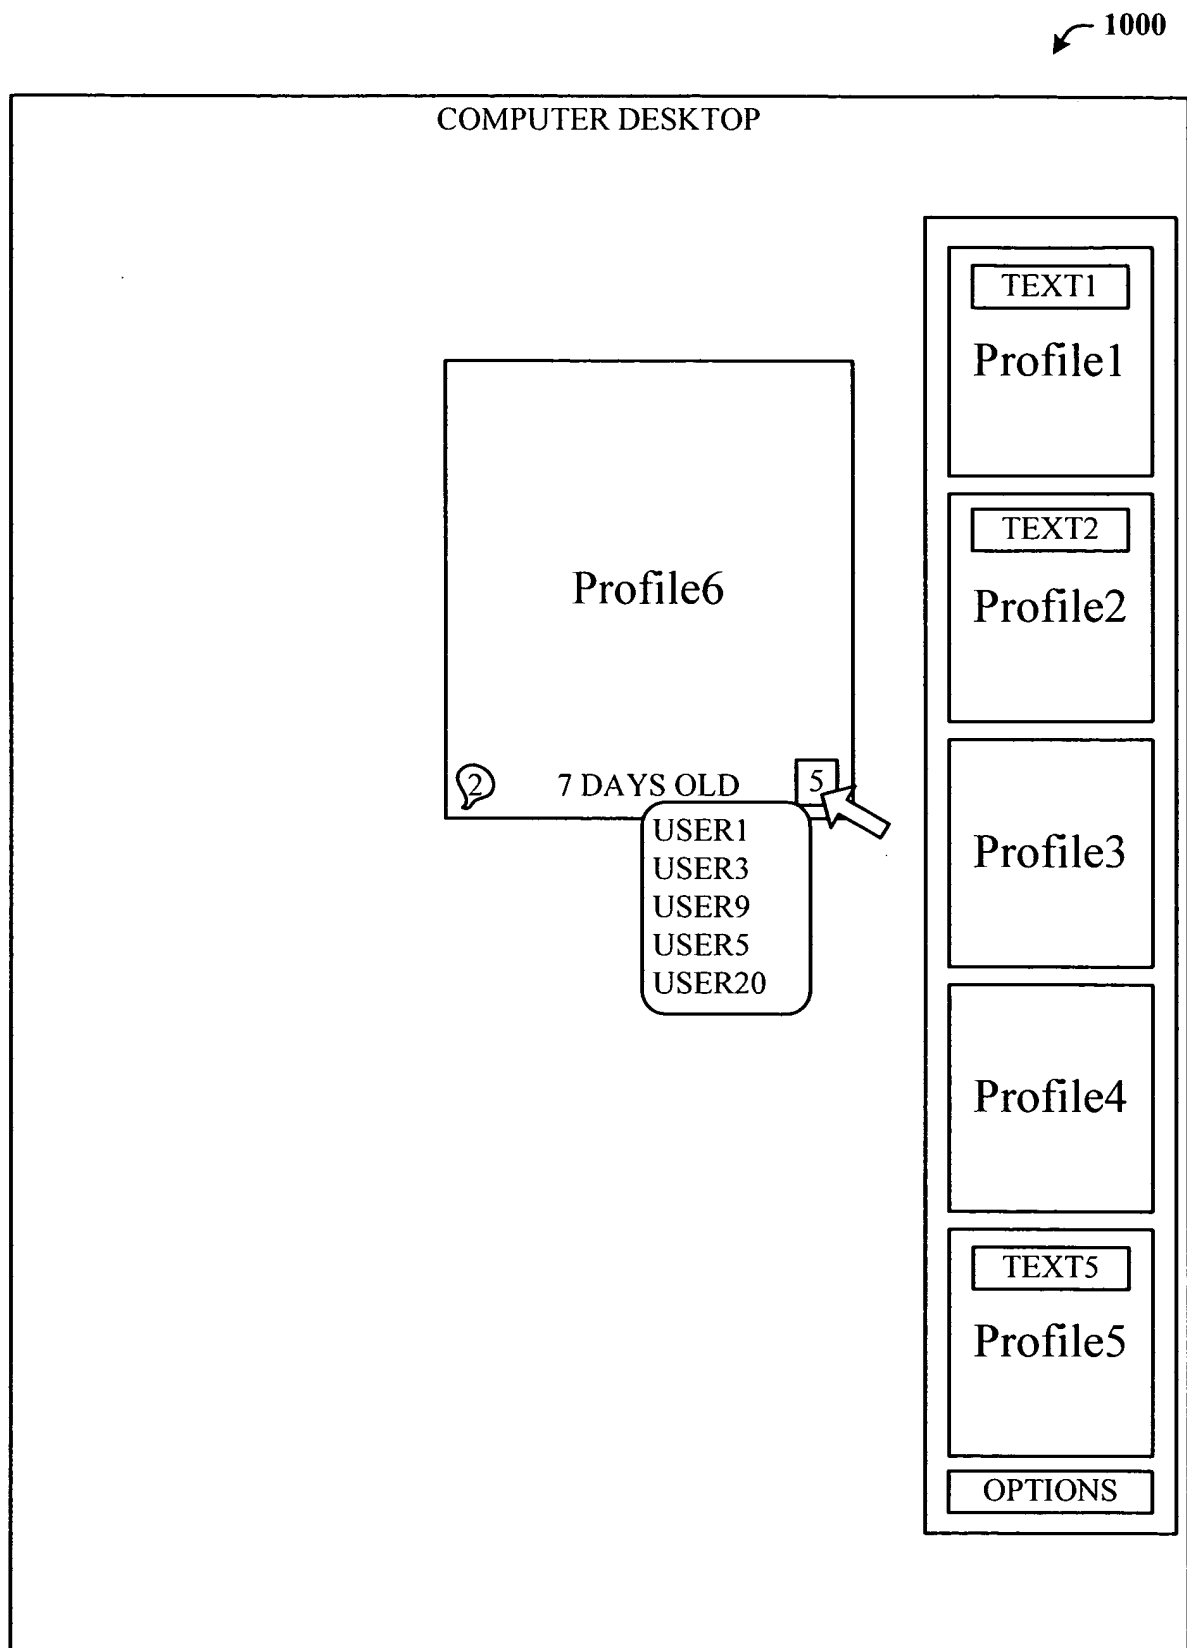 1000
COMPUTER DESKTOP
TEXT1
Profile1
TEXT2
Profile2
Profile6
2
7 DAYS OLD
5
USER1
USER3
USER9
USER5
USER20
Profile3
Profile4
TEXT5
Profile5
OPTIONS